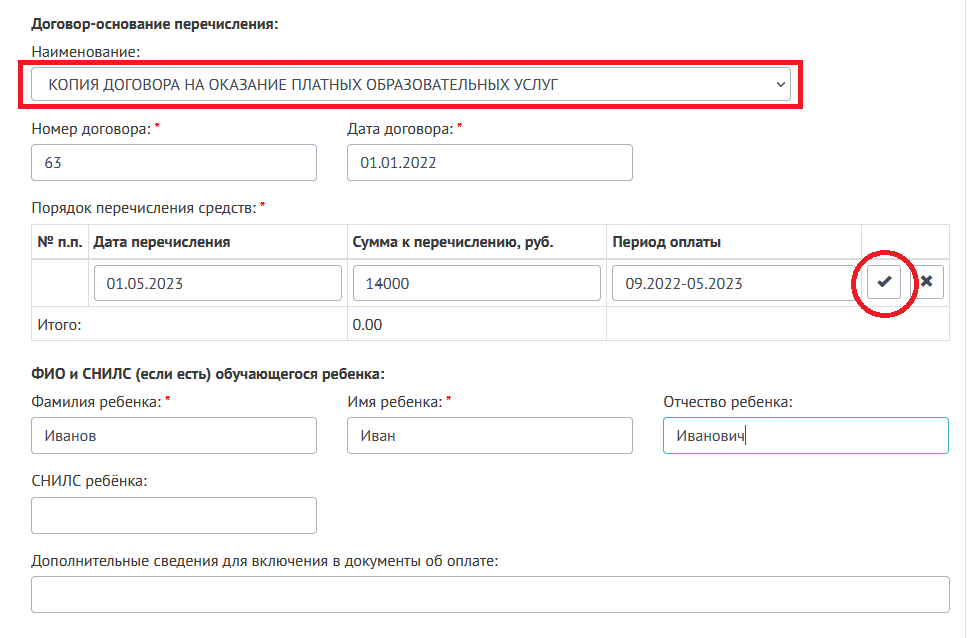 Договор-основание перечисления:
Наименование:
КОПИЯ ДОГОВОРА НА ОКАЗАНИЕ ПЛАТНЫХ ОБРАЗОВАТЕЛЬНЫХ УСЛУГ
Номер договора: * Дата договора: *
63 01.01.2022
Порядок перечисления средств: *
№ п.п. Дата перечисления Сумма к перечислению, руб. Период оплаты
01.05.2023 14000 09.2022-05.2023
Итого: 0.00
ФИО и СНИЛС (если есть) обучающегося ребенка:
Фамилия ребенка: * Имя ребенка: * Отчество ребенка:
Иванов Иван Иванович
СНИЛС ребёнка:
Дополнительные сведения для включения в документы об оплате: